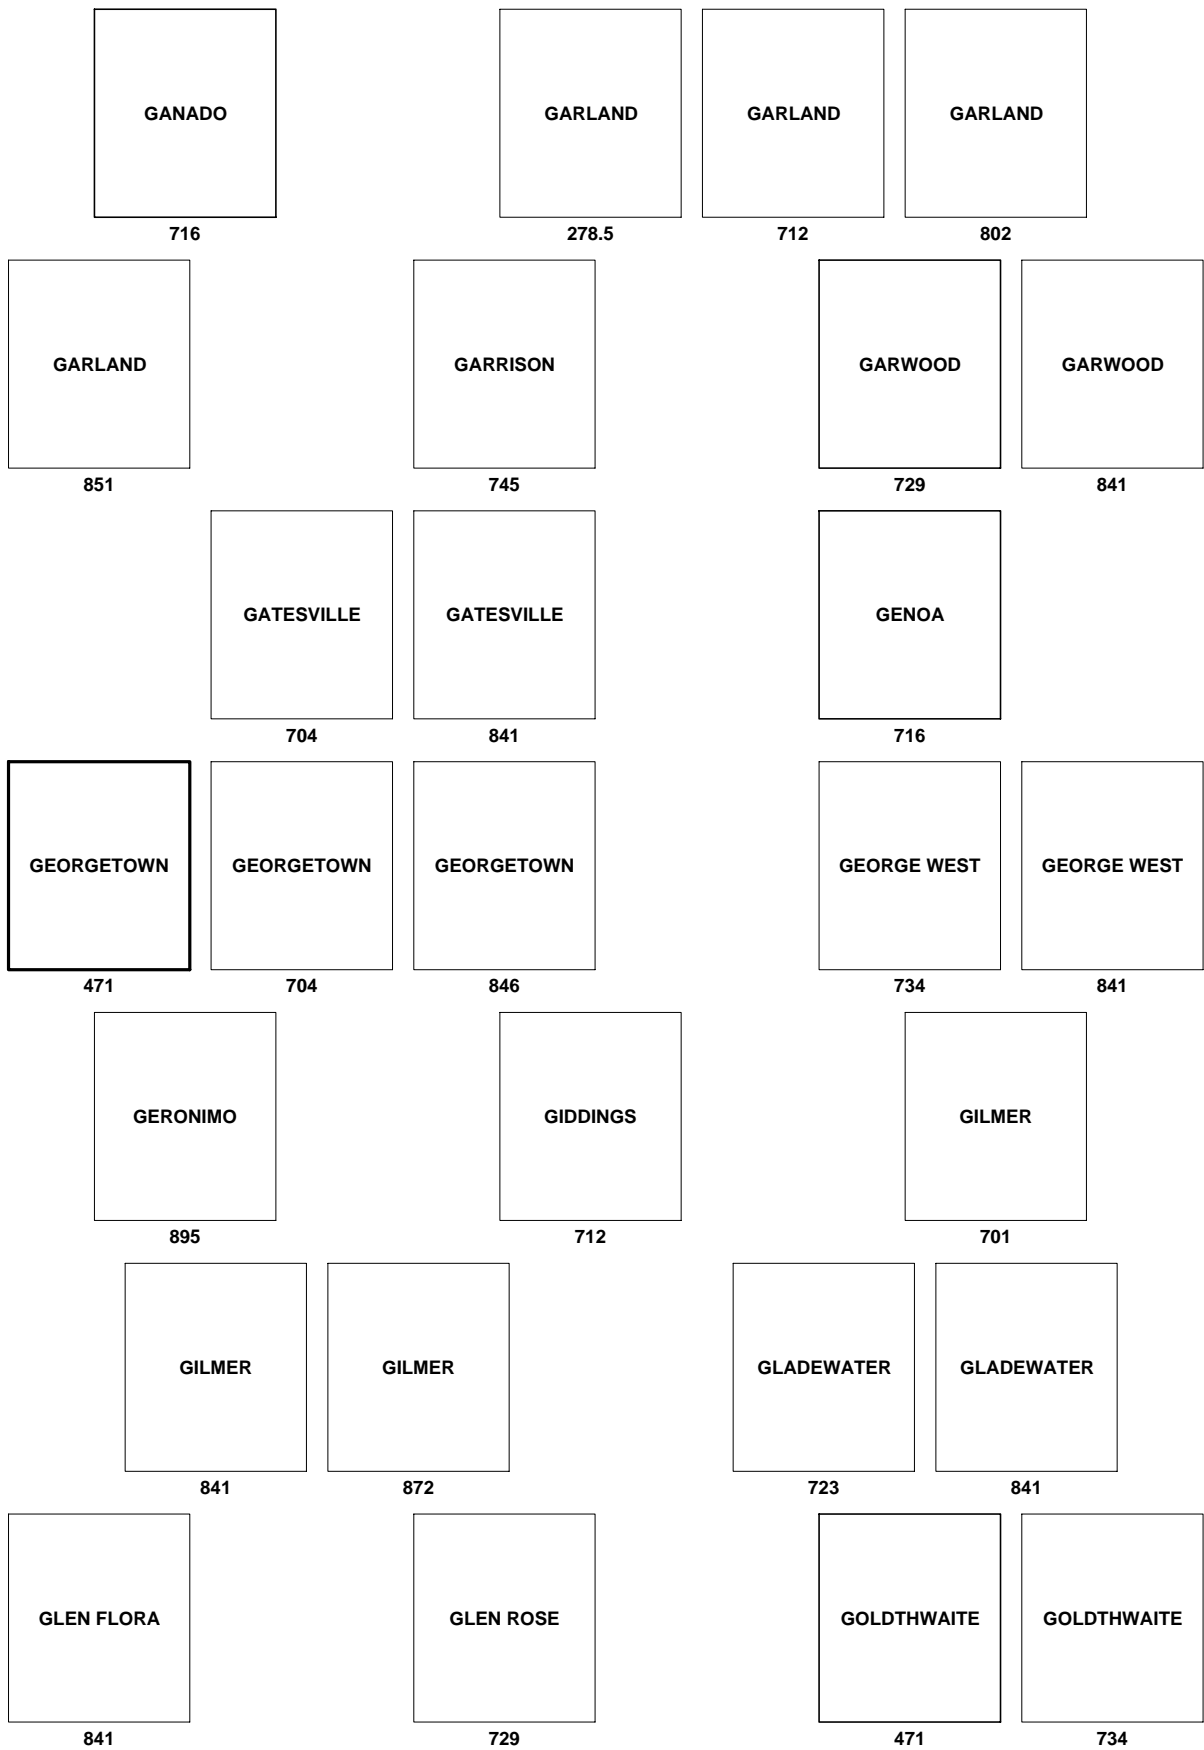 GANADO GARLAND GARLAND GARLAND
716 278.5 712 802
GARLAND GARRISON GARWOOD GARWOOD
851 745 729 841
GATESVILLE GATESVILLE GENOA
704 841 716
GEORGETOWN GEORGETOWN GEORGETOWN GEORGE WEST GEORGE WEST
471 704 846 734 841
GERONIMO GIDDINGS GILMER
895 712 701
GILMER GILMER GLADEWATER GLADEWATER
841 872 723 841
GLEN FLORA GLEN ROSE GOLDTHWAITE GOLDTHWAITE
841 729 471 734